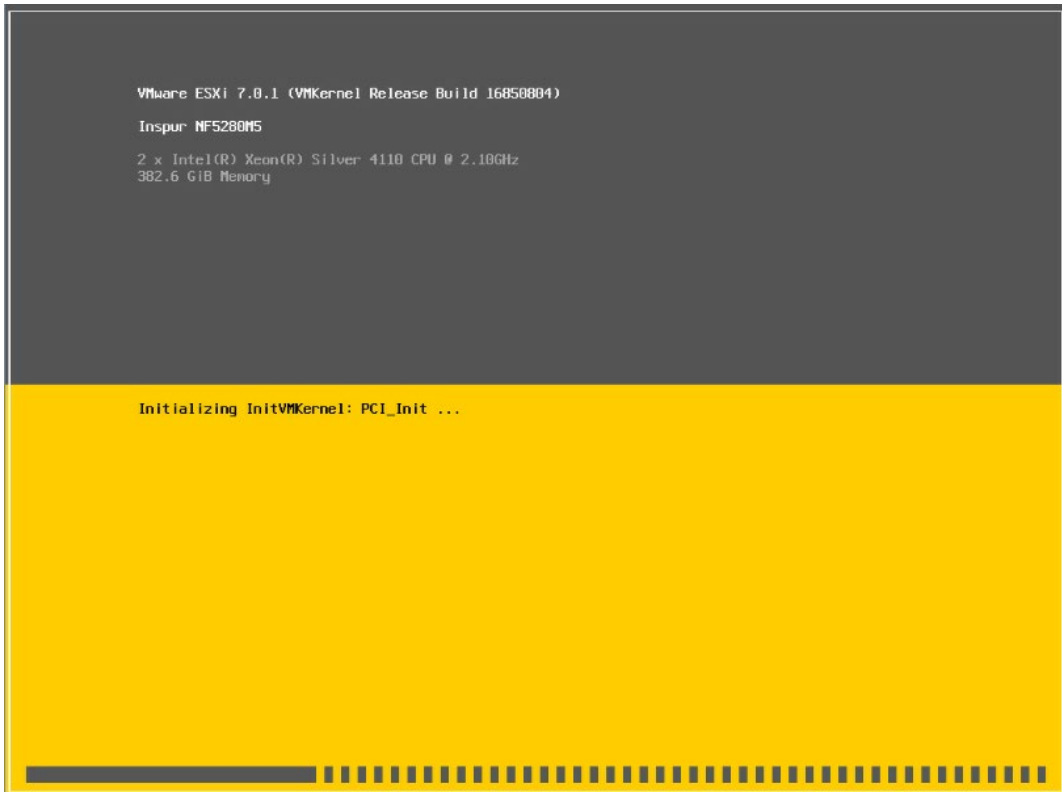 VMware ESXi 7.0.1 (VMKernel Release Build 16850804)
Inspur NF5280M5
2 x Intel(R) Xeon(R) Silver 4110 CPU @ 2.10GHz
382.6 GiB Memory
Initializing InitVMKernel: PCI_Init ...